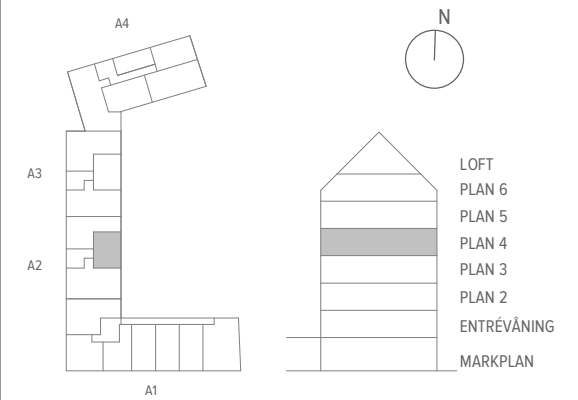 A4
N
A3
A2
A1
LOFT
PLAN 6
PLAN 5
PLAN 4
PLAN 3
PLAN 2
ENTRÉVÅNING
MARKPLAN